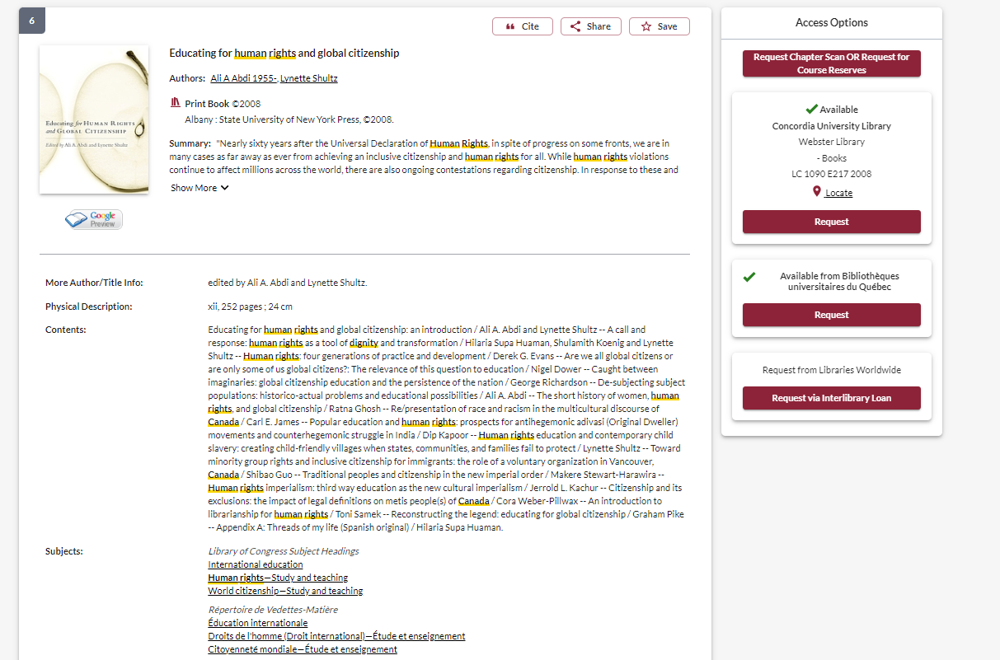 6
Cite
Share
Save
Educating for human rights and global citizenship
Authors: Ali A Abdi 1955-, Lynette Shultz
Print Book ©2008
Albany : State University of New York Press, ©2008.
Summary: "Nearly sixty years after the Universal Declaration of Human Rights, in spite of progress on some fronts, we are in
many cases as far away as ever from achieving an inclusive citizenship and human rights for all. While human rights violations
continue to affect millions across the world, there are also ongoing contestations regarding citizenship. In response to these and
Show More
Educating for HUMAN RIGHTS
and GLOBAL CITIZENSHIP
Edited by Ali A. Abdi and Lynette Shultz
Google
Preview
More Author/Title Info: edited by Ali A. Abdi and Lynette Shultz.
Physical Description: xii, 252 pages ; 24 cm
Contents: Educating for human rights and global citizenship: an introduction / Ali A. Abdi and Lynette Shultz -- A call and
response: human rights as a tool of dignity and transformation / Hilaria Supa Huaman, Shulamith Koenig and Lynette
Shultz -- Human rights: four generations of practice and development / Derek G. Evans -- Are we all global citizens or
are only some of us global citizens?: The relevance of this question to education / Nigel Dower -- Caught between
imaginaries: global citizenship education and the persistence of the nation / George Richardson -- De-subjecting subject
populations: historico-actual problems and educational possibilities / Ali A. Abdi -- The short history of women, human
rights, and global citizenship / Ratna Ghosh -- Re/presentation of race and racism in the multicultural discourse of
Canada / Carl E. James -- Popular education and human rights: prospects for antihegemonic adivasi (Original Dweller)
movements and counterhegemonic struggle in India / Dip Kapoor -- Human rights education and contemporary child
slavery: creating child-friendly villages when states, communities, and families fail to protect / Lynette Shultz -- Toward
minority group rights and inclusive citizenship for immigrants: the role of a voluntary organization in Vancouver,
Canada / Shibao Guo -- Traditional peoples and citizenship in the new imperial order / Makere Stewart-Harawira --
Human rights imperialism: third way education as the new cultural imperialism / Jerrold L. Kachur -- Citizenship and its
exclusions: the impact of legal definitions on metis people(s) of Canada / Cora Weber-Pillwax -- An introduction to
librarianship for human rights / Toni Samek -- Reconstructing the legend: educating for global citizenship / Graham Pike
-- Appendix A: Threads of my life (Spanish original) / Hilaria Supa Huaman.
Subjects: Library of Congress Subject Headings
International education
Human rights—Study and teaching
World citizenship—Study and teaching
Répertoire de Vedettes-Matière
Éducation internationale
Droits de l'homme (Droit international)—Étude et enseignement
Citoyenneté mondiale—Étude et enseignement
Access Options
Request Chapter Scan OR Request for
Course Reserves
Available
Concordia University Library
Webster Library
- Books
LC 1090 E217 2008
Locate
Request
Available from Bibliothèques
universitaires du Québec
Request
Request from Libraries Worldwide
Request via Interlibrary Loan